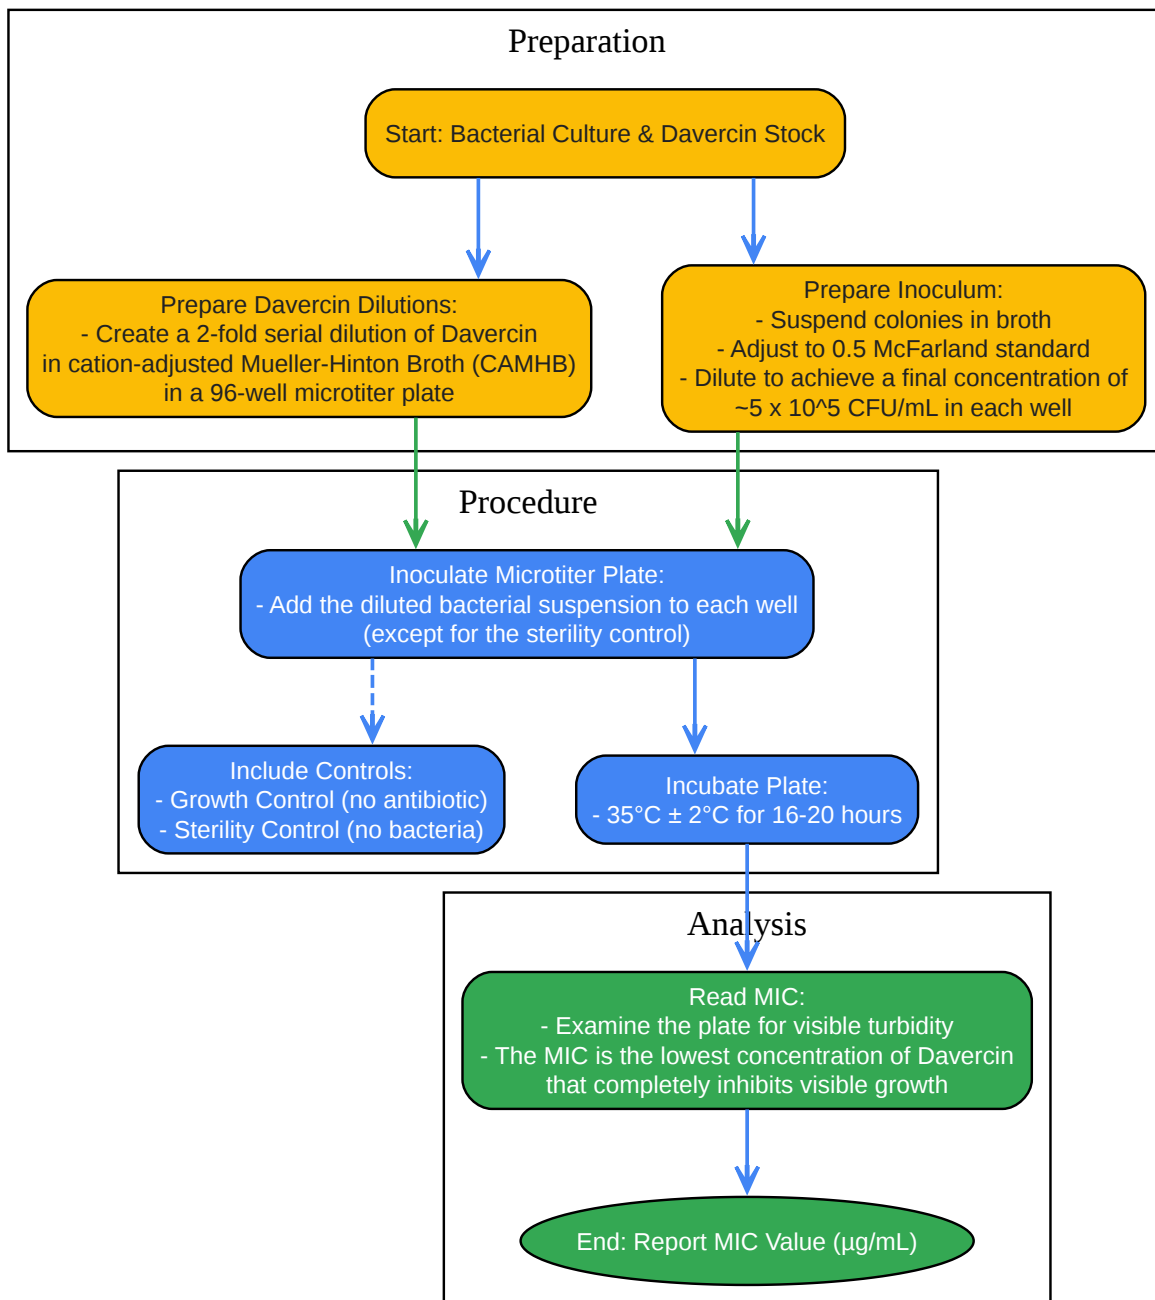 Preparation
Start: Bacterial Culture & Davercin Stock
Prepare Davercin Dilutions:
- Create a 2-fold serial dilution of Davercin
in cation-adjusted Mueller-Hinton Broth (CAMHB)
in a 96-well microtiter plate
Prepare Inoculum:
- Suspend colonies in broth
- Adjust to 0.5 McFarland standard
- Dilute to achieve a final concentration of
~5 x 10^5 CFU/mL in each well
Procedure
Inoculate Microtiter Plate:
- Add the diluted bacterial suspension to each well
(except for the sterility control)
Include Controls:
- Growth Control (no antibiotic)
- Sterility Control (no bacteria)
Incubate Plate:
- 35°C ± 2°C for 16-20 hours
Analysis
Read MIC:
- Examine the plate for visible turbidity
- The MIC is the lowest concentration of Davercin
that completely inhibits visible growth
End: Report MIC Value (µg/mL)